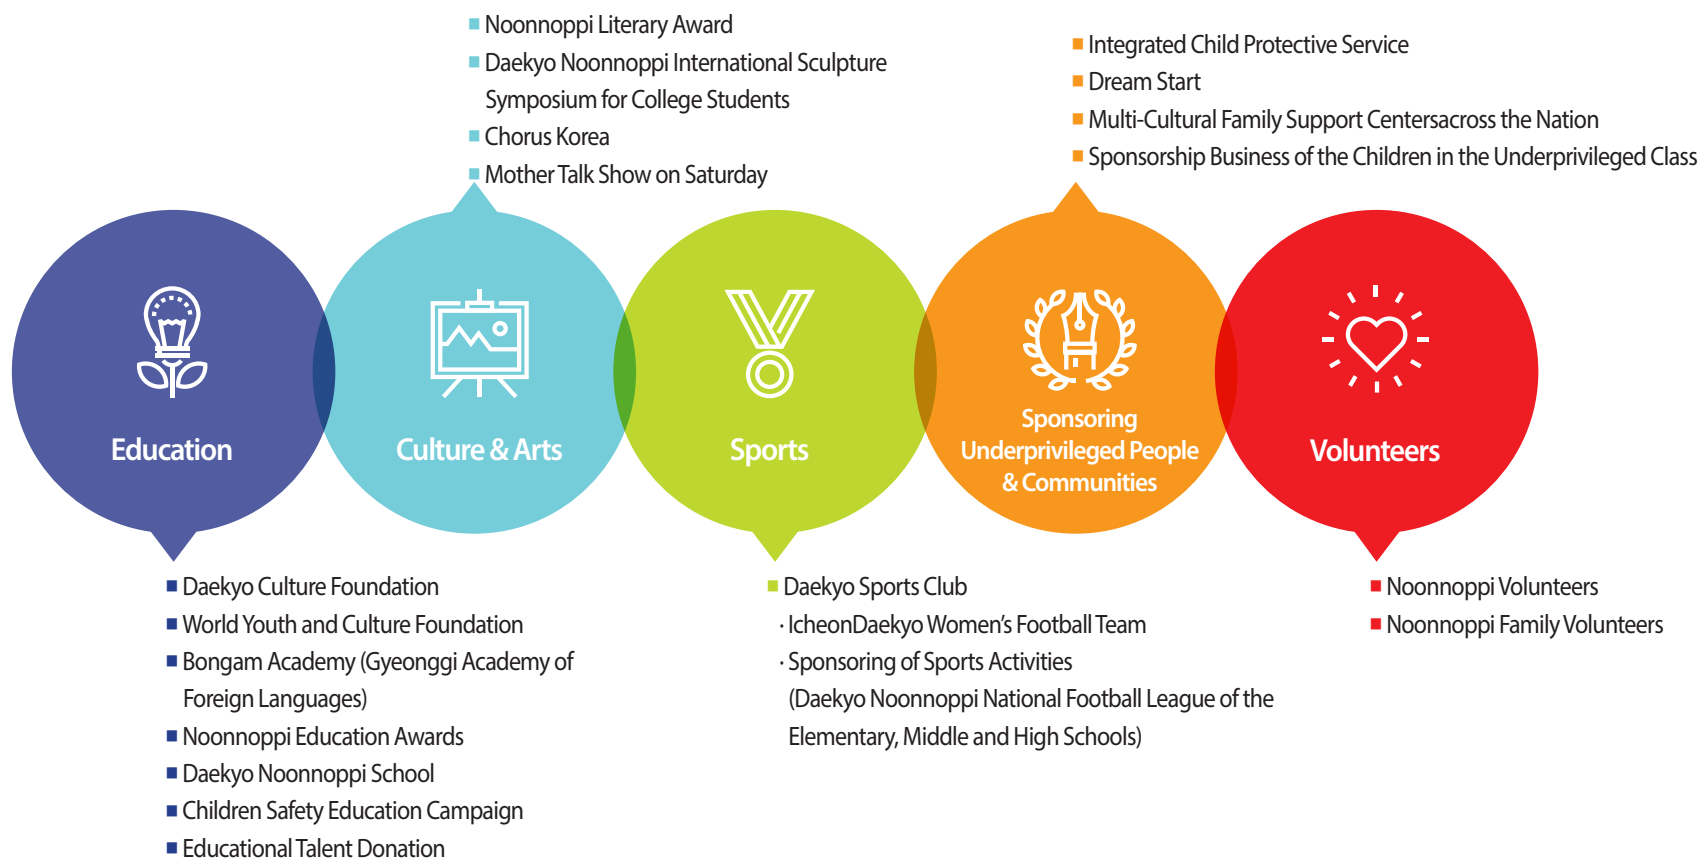 ■ Noonnoppi Literary Award
■ Daekyo Noonnoppi International Sculpture
Symposium for College Students
■ Chorus Korea
■ Mother Talk Show on Saturday
■ Integrated Child Protective Service
■ Dream Start
■ Multi-Cultural Family Support Centersacross the Nation
■ Sponsorship Business of the Children in the Underprivileged Class
Education
Culture & Arts
Sports
Sponsoring
Underprivileged People
& Communities
Volunteers
■ Daekyo Culture Foundation
■ World Youth and Culture Foundation
■ Bongam Academy (Gyeonggi Academy of
Foreign Languages)
■ Noonnoppi Education Awards
■ Daekyo Noonnoppi School
■ Children Safety Education Campaign
■ Educational Talent Donation
■ Daekyo Sports Club
· IcheonDaekyo Women’s Football Team
· Sponsoring of Sports Activities
(Daekyo Noonnoppi National Football League of the
Elementary, Middle and High Schools)
■ Noonnoppi Volunteers
■ Noonnoppi Family Volunteers